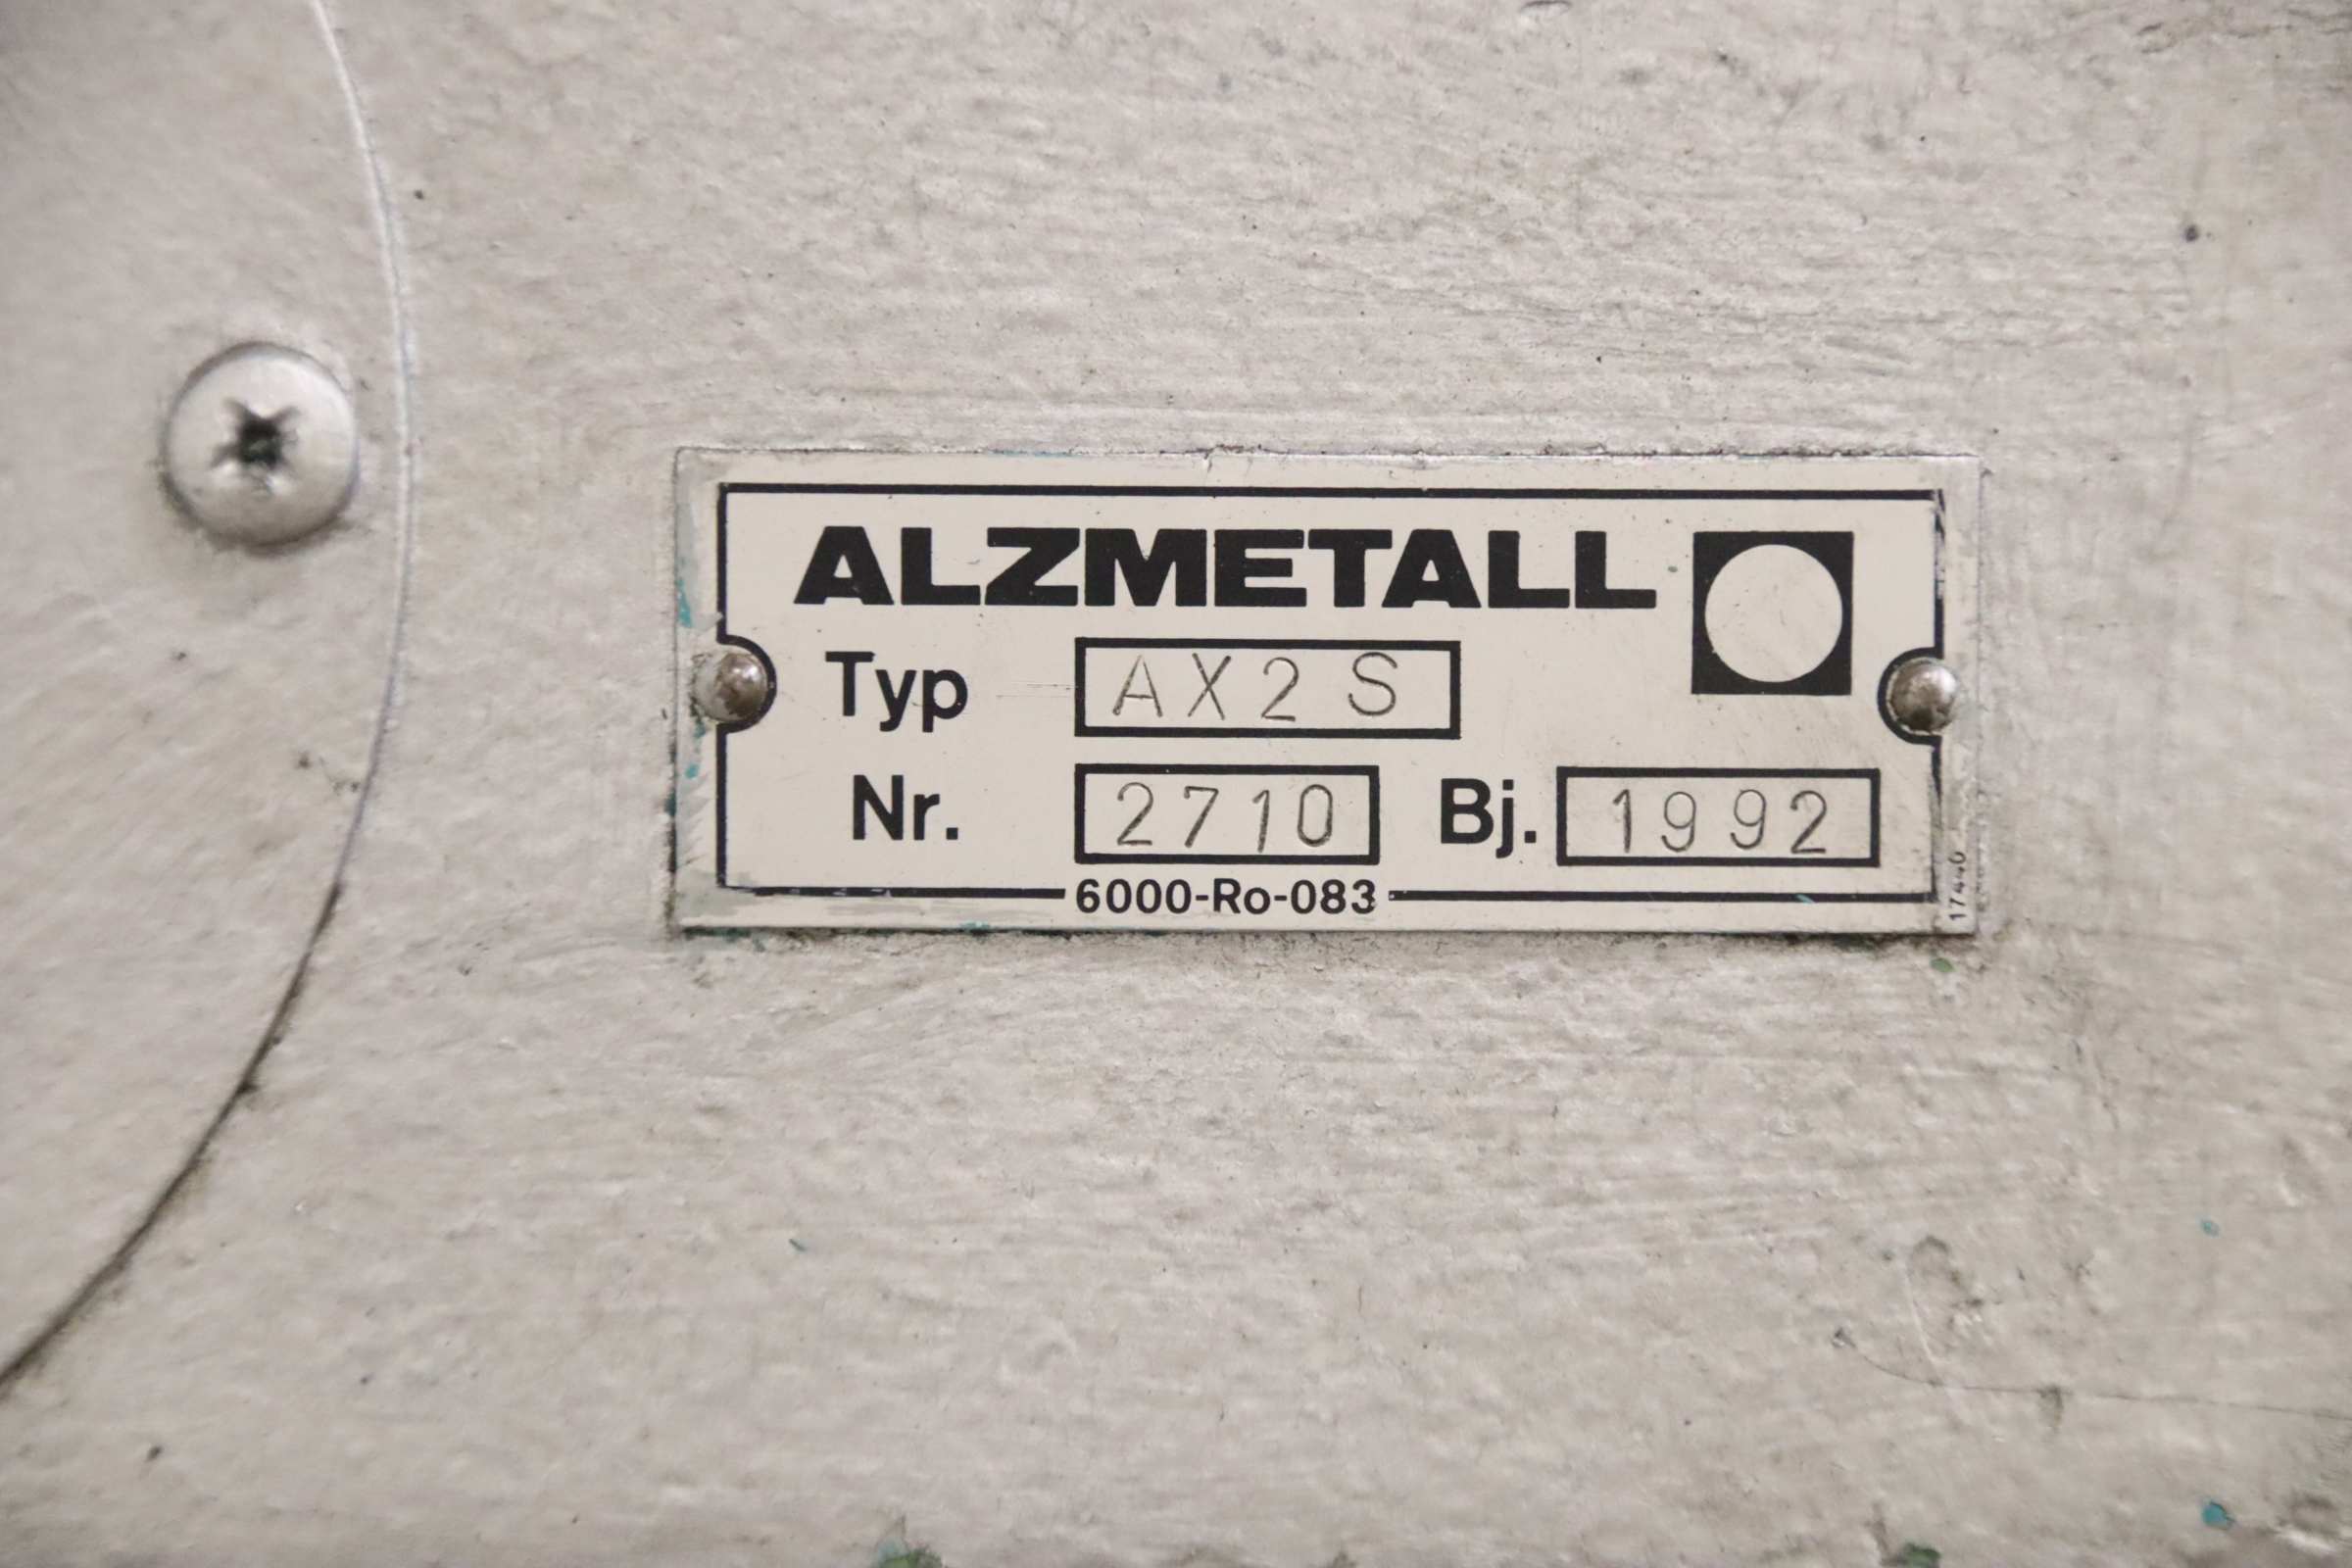 ALZMETALL
Typ AX2S
Nr. 2710 Bj. 1992
6000-Ro-083